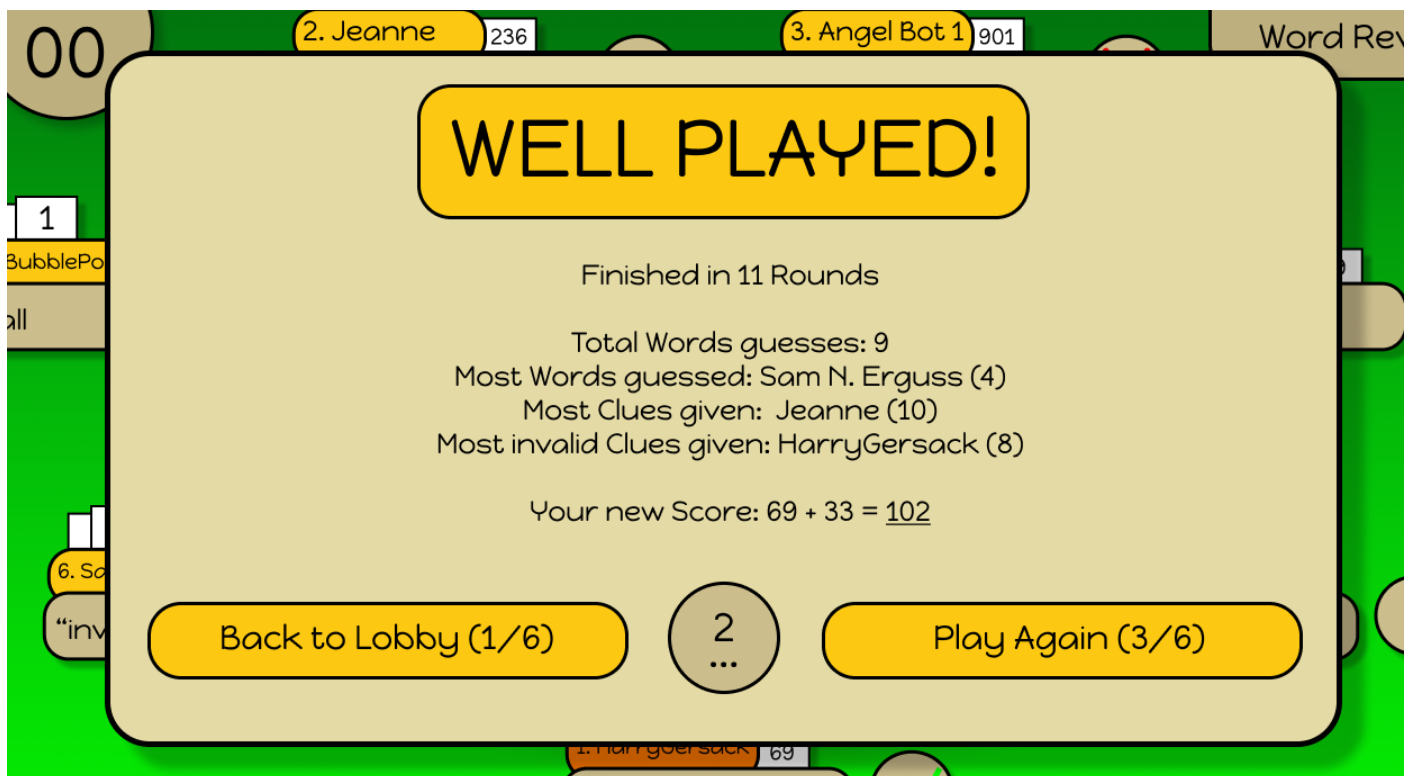 00
2. Jeanne 236
3. Angel Bot 1 901
Word Rev
WELL PLAYED!
1
BubblePo
all
Finished in 11 Rounds
Total Words guesses: 9
Most Words guessed: Sam N. Erguss (4)
Most Clues given: Jeanne (10)
Most invalid Clues given: HarryGersack (8)
Your new Score: 69 + 33 = 102
6. Sa
“inv
Back to Lobby (1/6)
2
...
Play Again (3/6)
1. HarryGersack 69